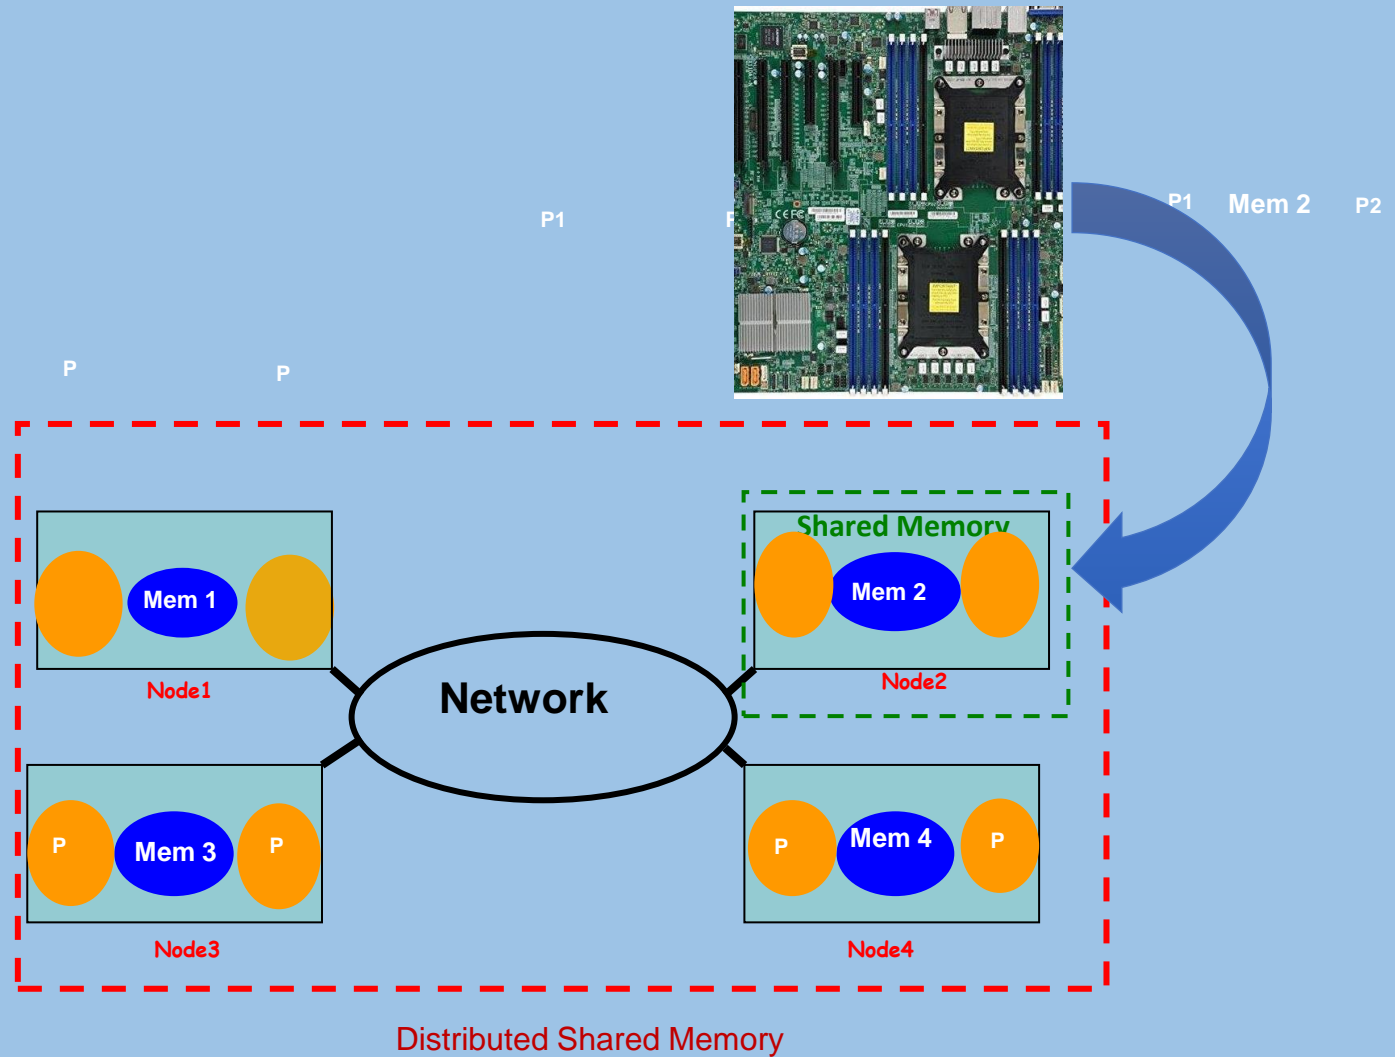 P1
P1 Mem 2 P2
P
P
Shared Memory
Mem 1
Mem 2
Node1
Node2
Network
P Mem 3 P
P Mem 4 P
Node3
Node4
Distributed Shared Memory